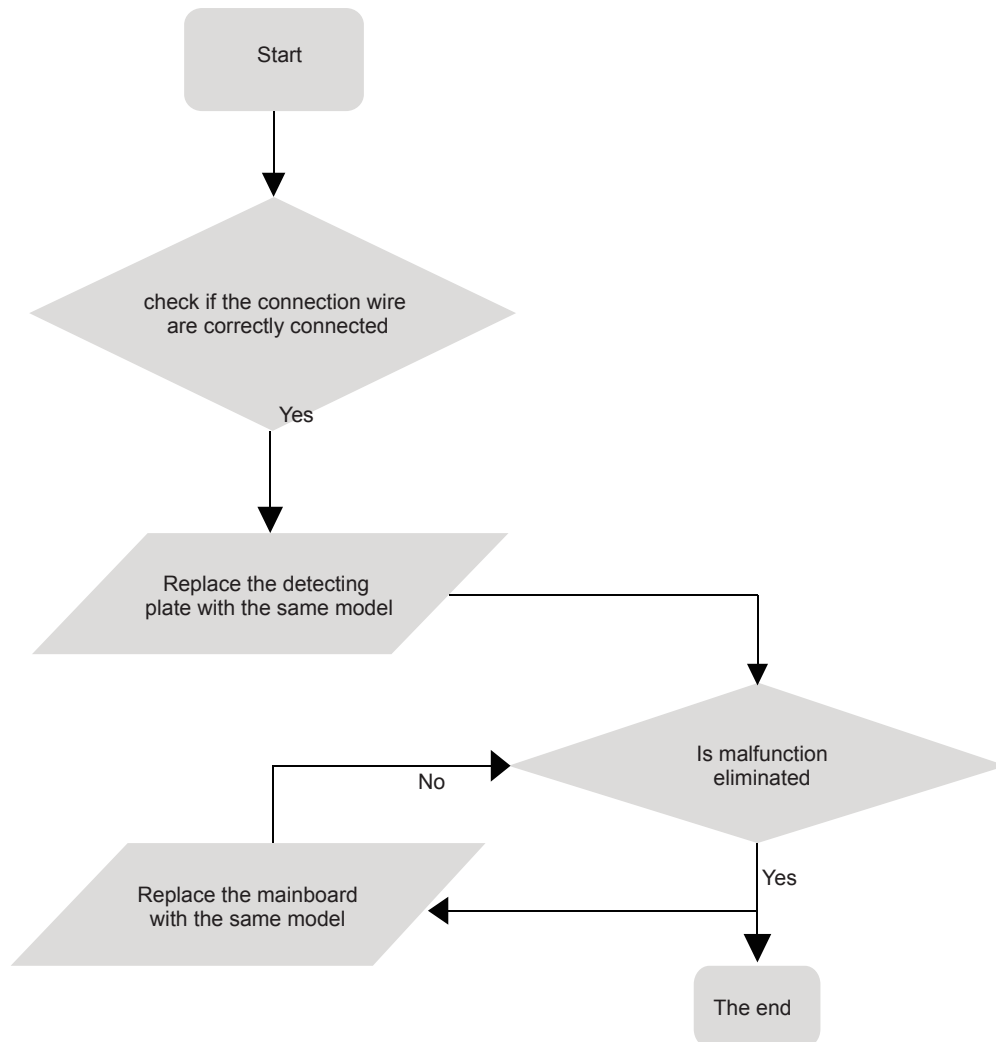 Start
check if the connection wire
are correctly connected
Yes
Replace the detecting
plate with the same model
Is malfunction
eliminated
No
Yes
Replace the mainboard
with the same model
The end